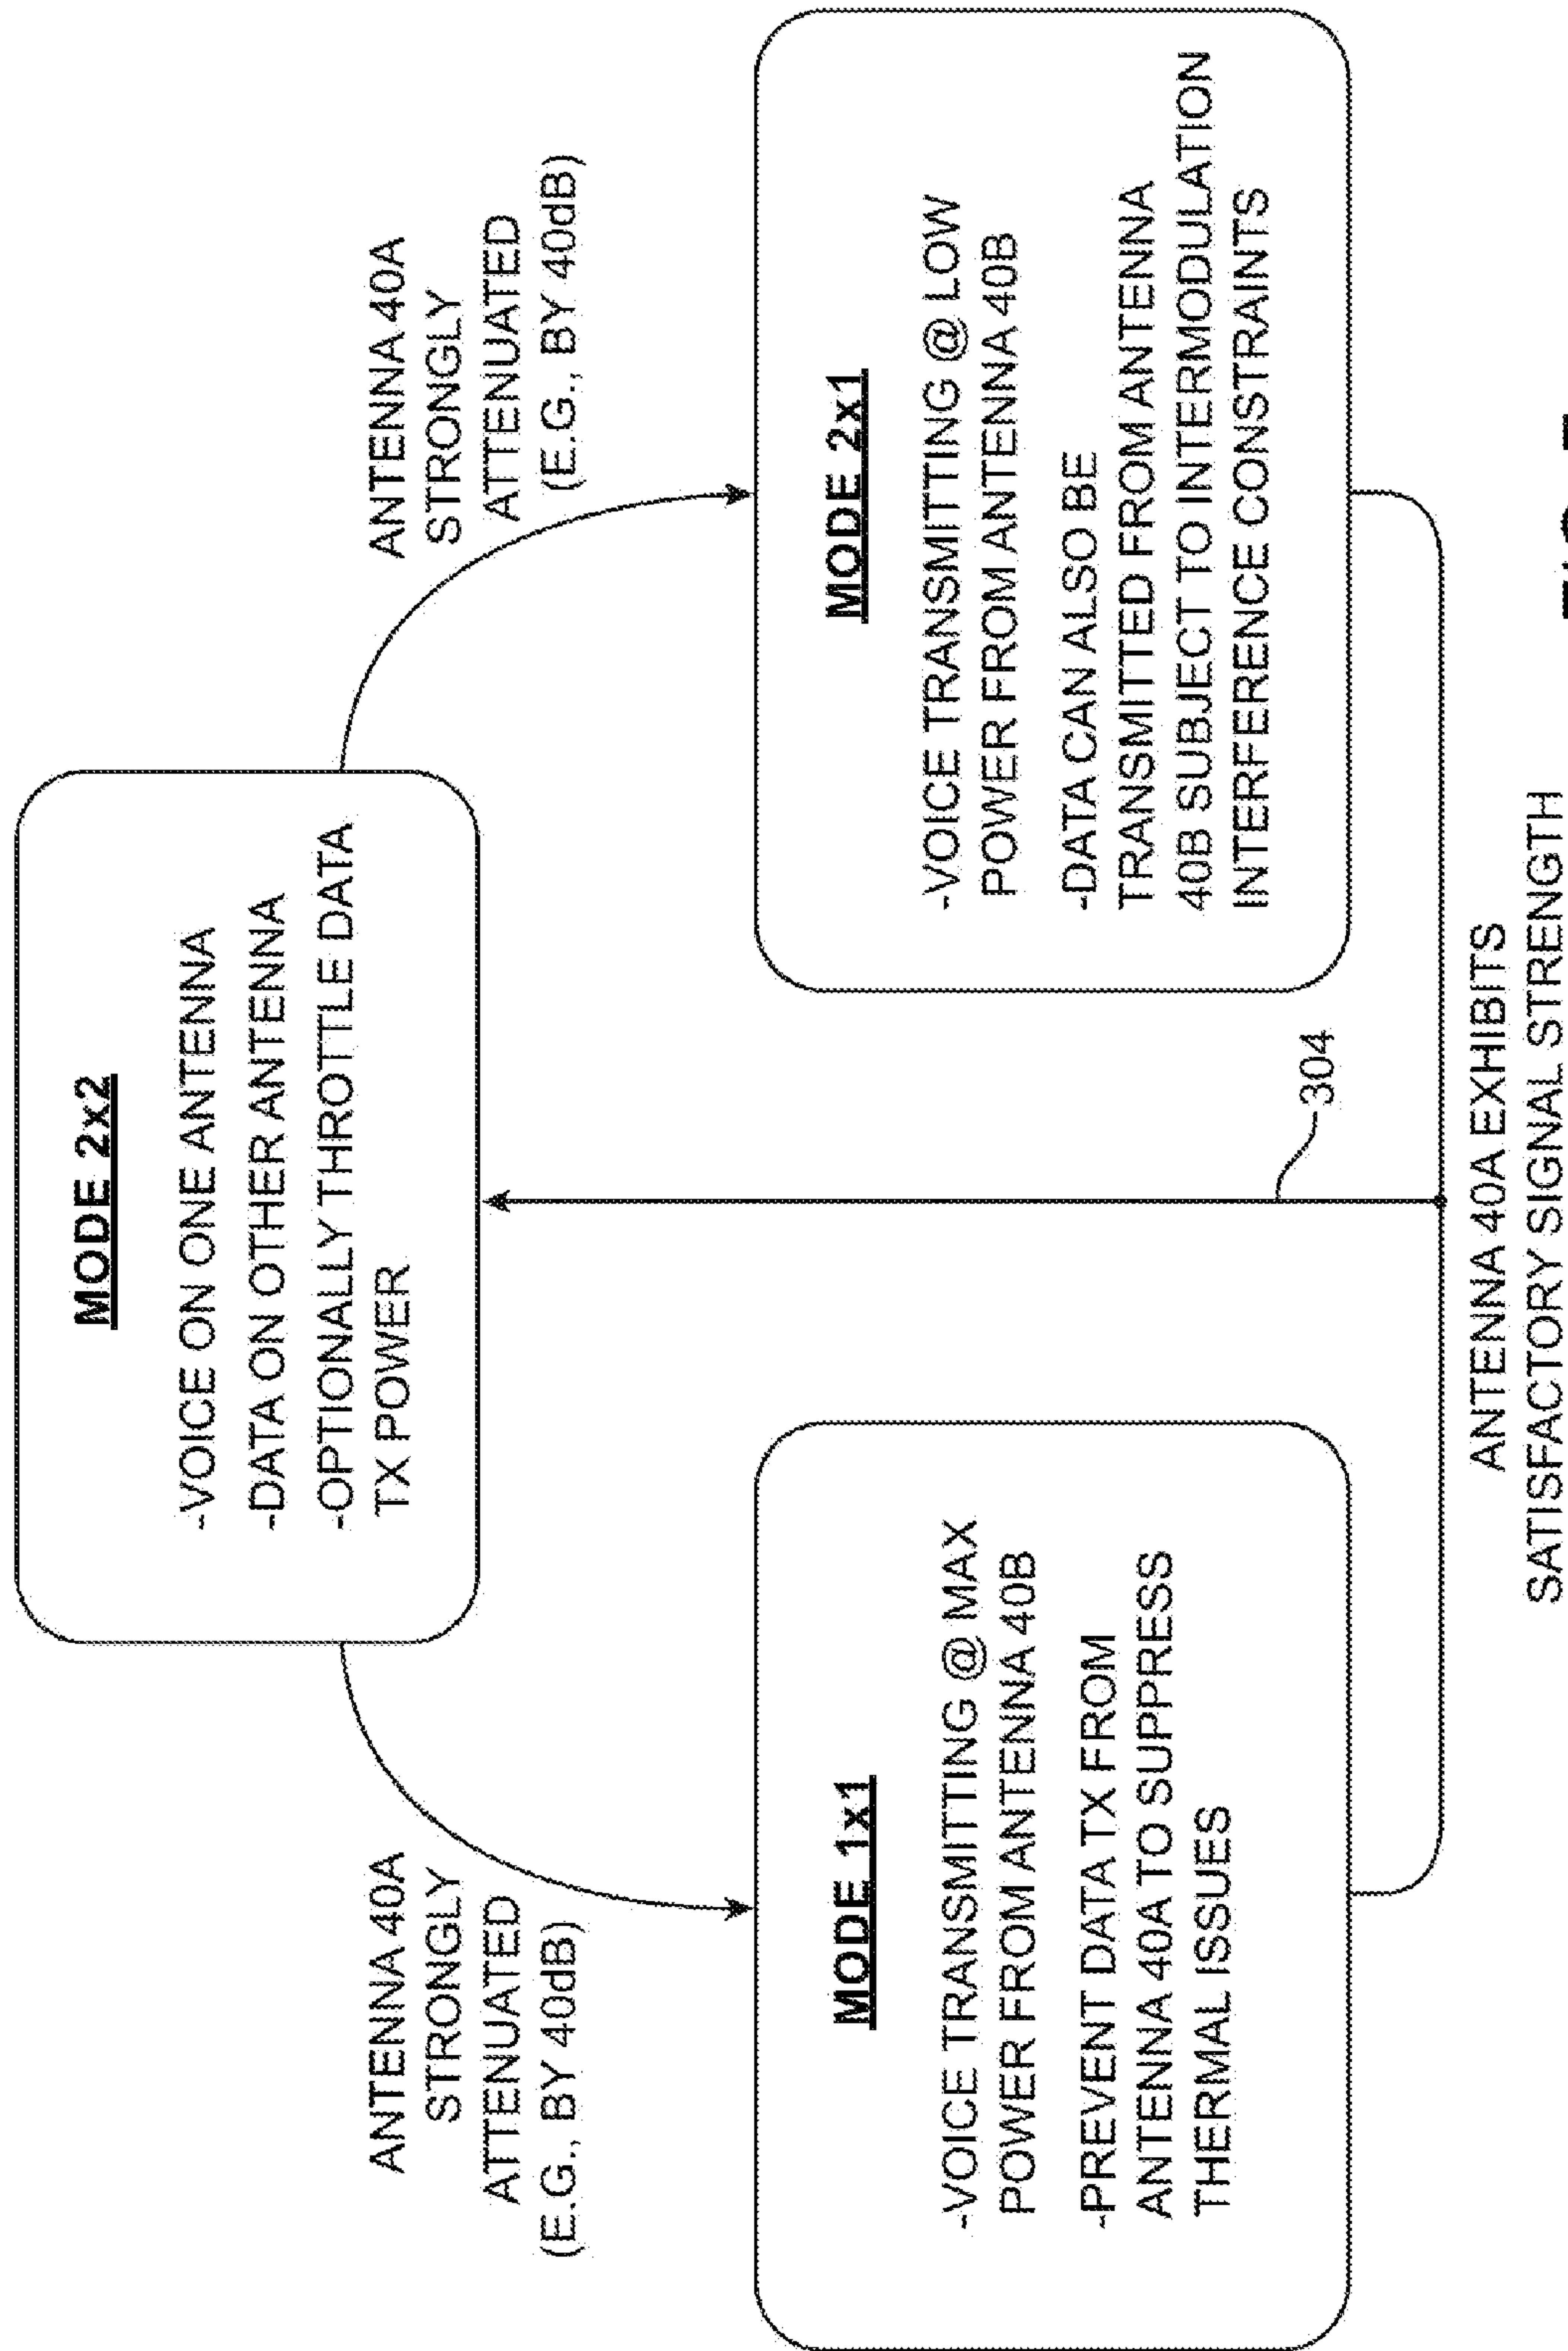 MODE 2x2
-VOICE ON ONE ANTENNA
-DATA ON OTHER ANTENNA
-OPTIONALLY THROTTLE DATA
TX POWER
ANTENNA 40A
STRONGLY
ATTENUATED
(E.G., BY 40dB)
ANTENNA 40A
STRONGLY
ATTENUATED
(E.G., BY 40dB)
MODE 1x1
-VOICE TRANSMITTING @ MAX
POWER FROM ANTENNA 40B
-PREVENT DATA TX FROM
ANTENNA 40A TO SUPPRESS
THERMAL ISSUES
MODE 2x1
-VOICE TRANSMITTING @ LOW
POWER FROM ANTENNA 40B
-DATA CAN ALSO BE
TRANSMITTED FROM ANTENNA
40B SUBJECT TO INTERMODULATION
INTERFERENCE CONSTRAINTS
304
ANTENNA 40A EXHIBITS
SATISFACTORY SIGNAL STRENGTH